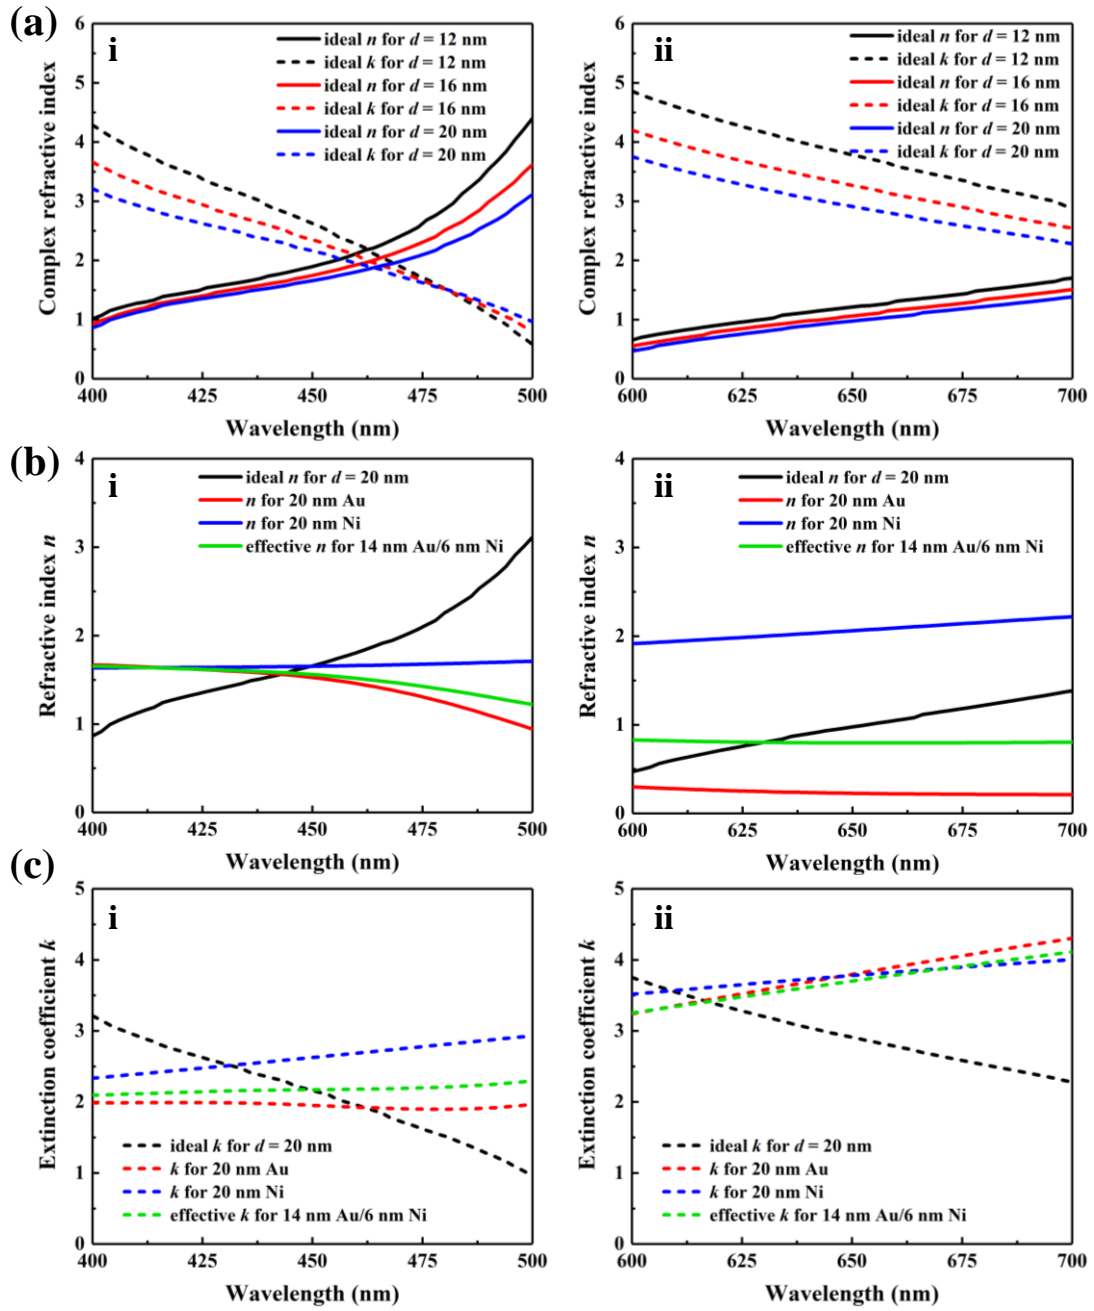 (a)
i
Complex refractive index
6
5
4
3
2
1
0
ideal n for d = 12 nm
ideal k for d = 12 nm
ideal n for d = 16 nm
ideal k for d = 16 nm
ideal n for d = 20 nm
ideal k for d = 20 nm
400
425
450
475
500
Wavelength (nm)
ii
Complex refractive index
6
5
4
3
2
1
0
ideal n for d = 12 nm
ideal k for d = 12 nm
ideal n for d = 16 nm
ideal k for d = 16 nm
ideal n for d = 20 nm
ideal k for d = 20 nm
600
625
650
675
700
Wavelength (nm)
(b)
i
Refractive index n
4
3
2
1
0
ideal n for d = 20 nm
n for 20 nm Au
n for 20 nm Ni
effective n for 14 nm Au/6 nm Ni
400
425
450
475
500
Wavelength (nm)
ii
Refractive index n
4
3
2
1
0
ideal n for d = 20 nm
n for 20 nm Au
n for 20 nm Ni
effective n for 14 nm Au/6 nm Ni
600
625
650
675
700
Wavelength (nm)
(c)
i
Extinction coefficient k
5
4
3
2
1
0
ideal k for d = 20 nm
k for 20 nm Au
k for 20 nm Ni
effective k for 14 nm Au/6 nm Ni
400
425
450
475
500
Wavelength (nm)
ii
Extinction coefficient k
5
4
3
2
1
0
ideal k for d = 20 nm
k for 20 nm Au
k for 20 nm Ni
effective k for 14 nm Au/6 nm Ni
600
625
650
675
700
Wavelength (nm)